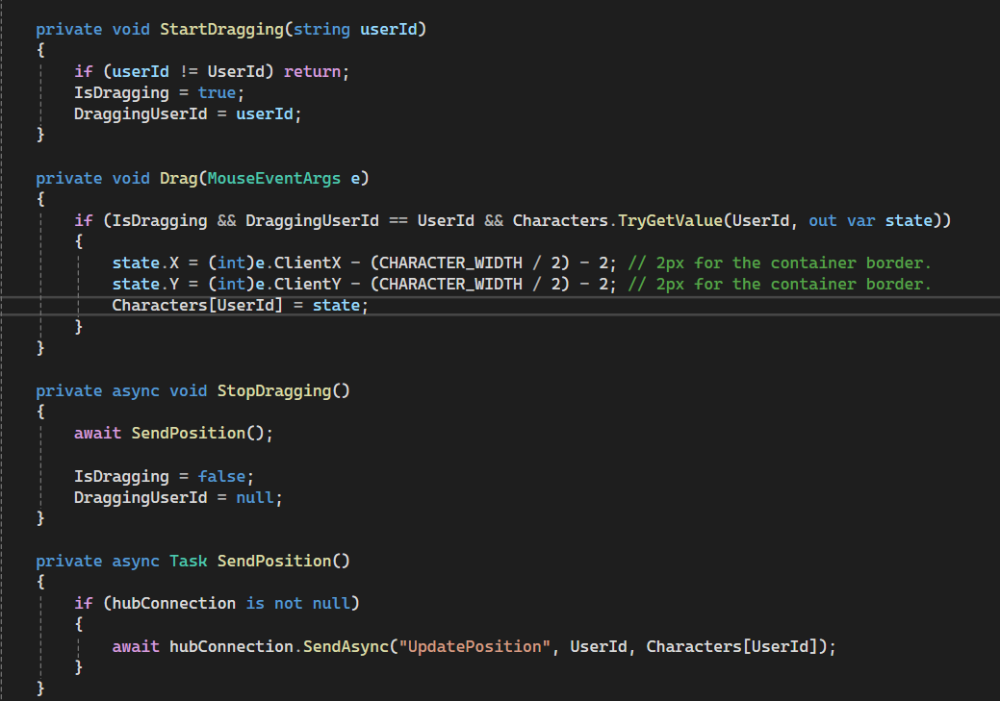 private void StartDragging(string userId)
{
if (userId != UserId) return;
IsDragging = true;
DraggingUserId = userId;
}
private void Drag(MouseEventArgs e)
{
if (IsDragging && DraggingUserId == UserId && Characters.TryGetValue(UserId, out var state))
{
state.X = (int)e.ClientX - (CHARACTER_WIDTH / 2) - 2; // 2px for the container border.
state.Y = (int)e.ClientY - (CHARACTER_WIDTH / 2) - 2; // 2px for the container border.
Characters[UserId] = state;
}
}
private async void StopDragging()
{
await SendPosition();
IsDragging = false;
DraggingUserId = null;
}
private async Task SendPosition()
{
if (hubConnection is not null)
{
await hubConnection.SendAsync("UpdatePosition", UserId, Characters[UserId]);
}
}